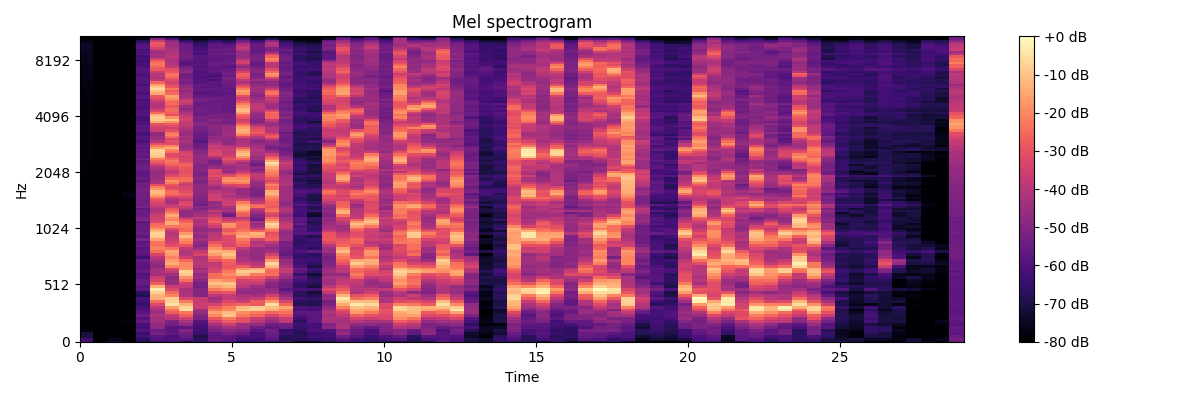 Mel spectrogram
Hz
8192
4096
2048
1024
512
0
0 5 10 15 20 25
Time
+0 dB
-10 dB
-20 dB
-30 dB
-40 dB
-50 dB
-60 dB
-70 dB
-80 dB